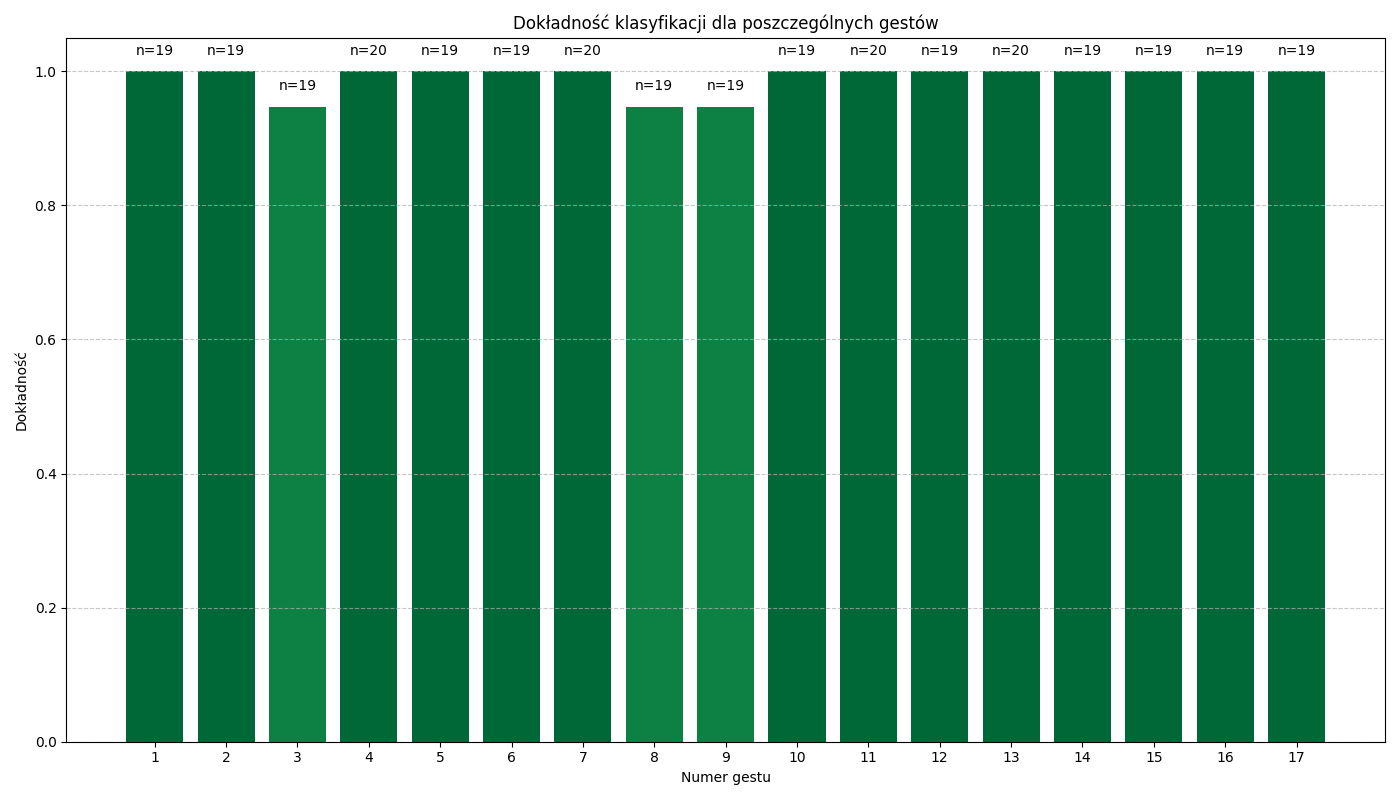 Dokładność klasyfikacji dla poszczególnych gestów
n=19 n=19 n=19 n=20 n=19 n=19 n=20 n=19 n=19 n=19 n=20 n=19 n=20 n=19 n=19 n=19 n=19
1.0
0.8
0.6
0.4
0.2
0.0
Dokładność
1 2 3 4 5 6 7 8 9 10 11 12 13 14 15 16 17
Numer gestu